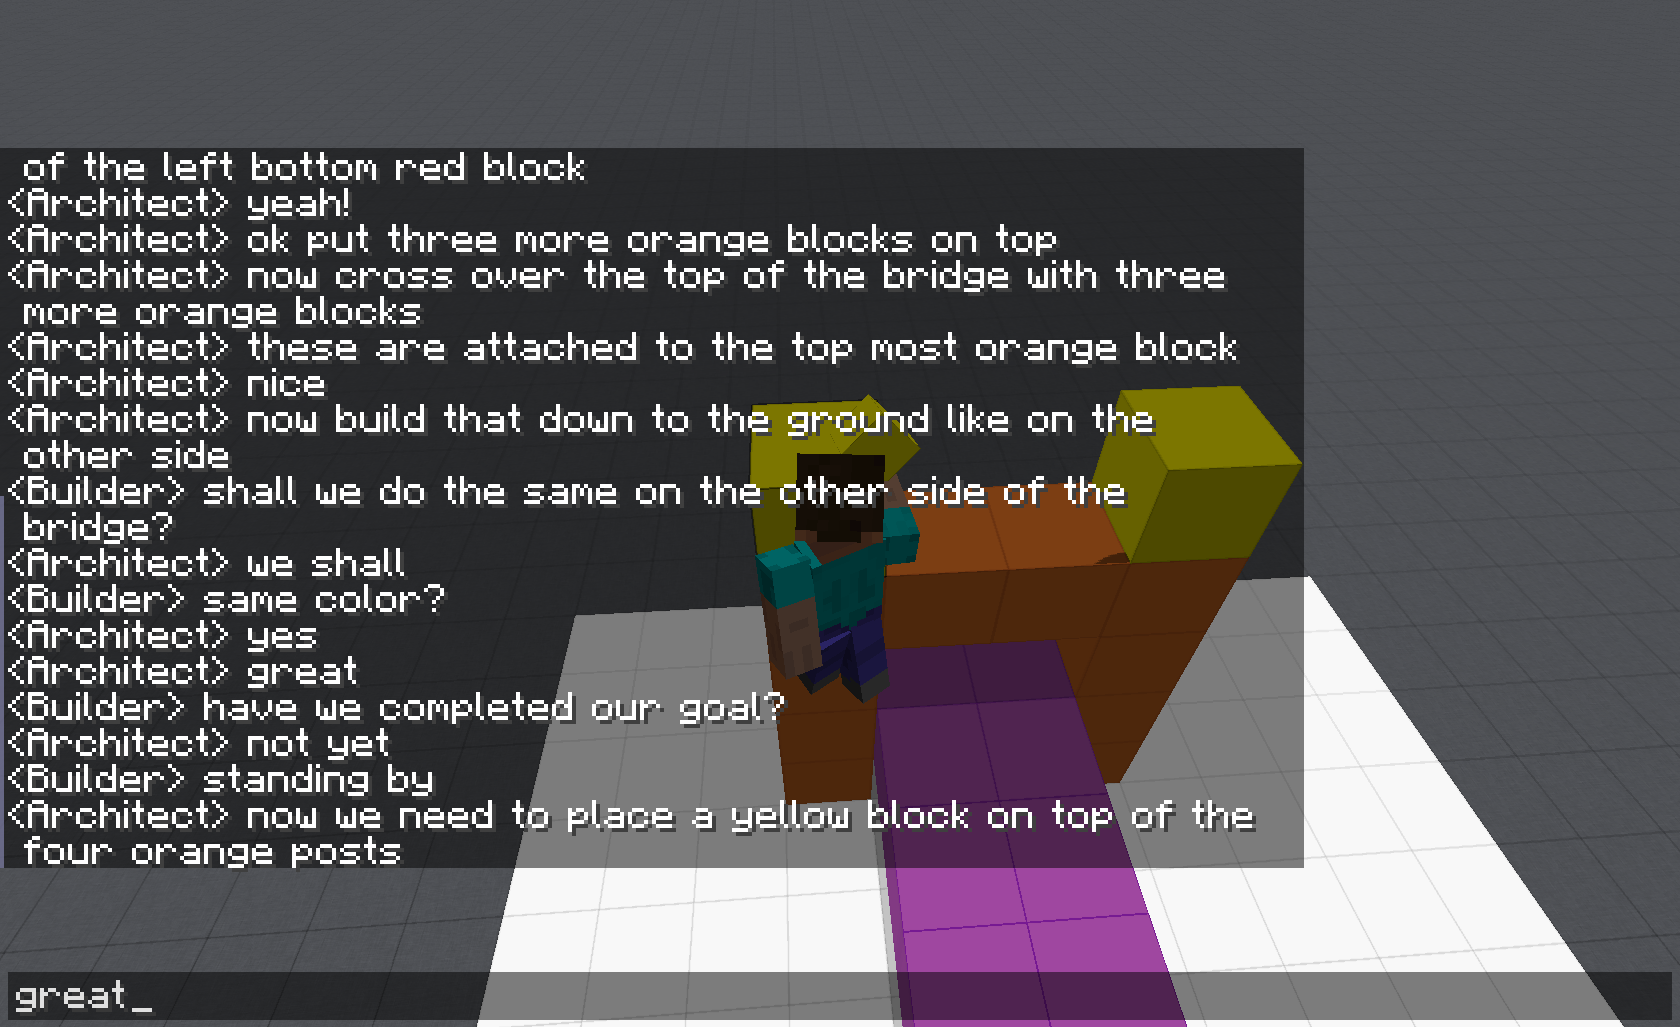 of the left bottom red block
<Architect> yeah!
<Architect> ok put three more orange blocks on top
<Architect> now cross over the top of the bridge with three
more orange blocks
<Architect> these are attached to the top most orange block
<Architect> nice
<Architect> now build that down to the ground like on the
other side
<Builder> shall we do the same on the other side of the
bridge?
<Architect> we shall
<Builder> same color?
<Architect> yes
<Architect> great
<Builder> have we completed our goal?
<Architect> not yet
<Builder> standing by
<Architect> now we need to place a yellow block on top of the
four orange posts
great_